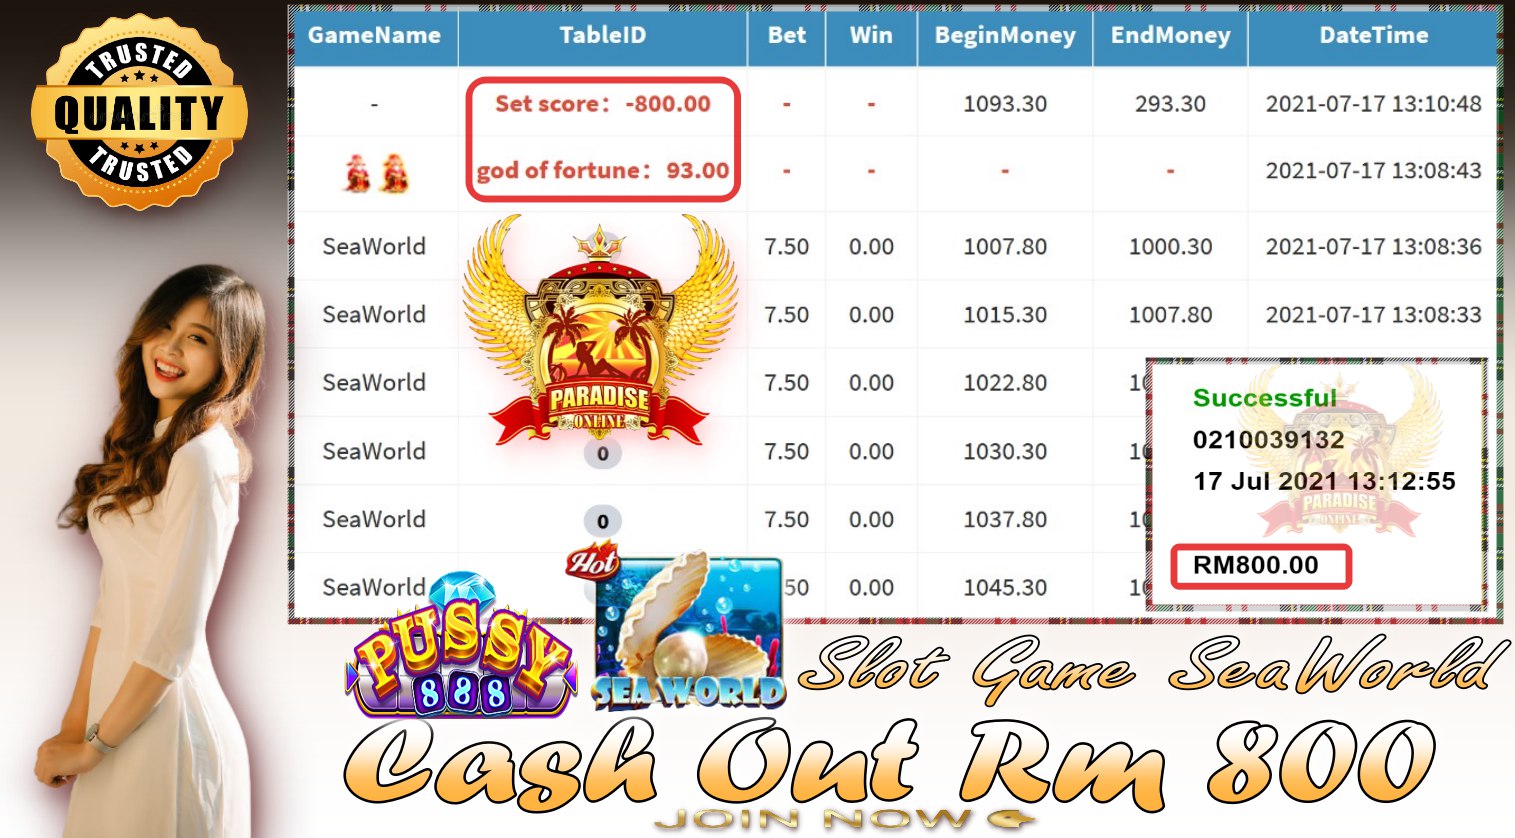 TRUSTED
QUALITY
TRUSTED
GameName TableID Bet Win BeginMoney EndMoney DateTime
- Set score: -800.00 - - 1093.30 293.30 2021-07-17 13:10:48
god of fortune: 93.00 - - - - 2021-07-17 13:08:43
SeaWorld 7.50 0.00 1007.80 1000.30 2021-07-17 13:08:36
SeaWorld 7.50 0.00 1015.30 1007.80 2021-07-17 13:08:33
SeaWorld 7.50 0.00 1022.80
SeaWorld 0 7.50 0.00 1030.30
SeaWorld 0 7.50 0.00 1037.80
SeaWorld 50 0.00 1045.30
PARADISE
ONLINE
Successful
0210039132
17 Jul 2021 13:12:55
PARADISE
ONLINE
RM800.00
Hot
PUSSY
888
SEA WORLD
Slot Game SeaWorld
Cash Out Rm 800
JOIN NOW